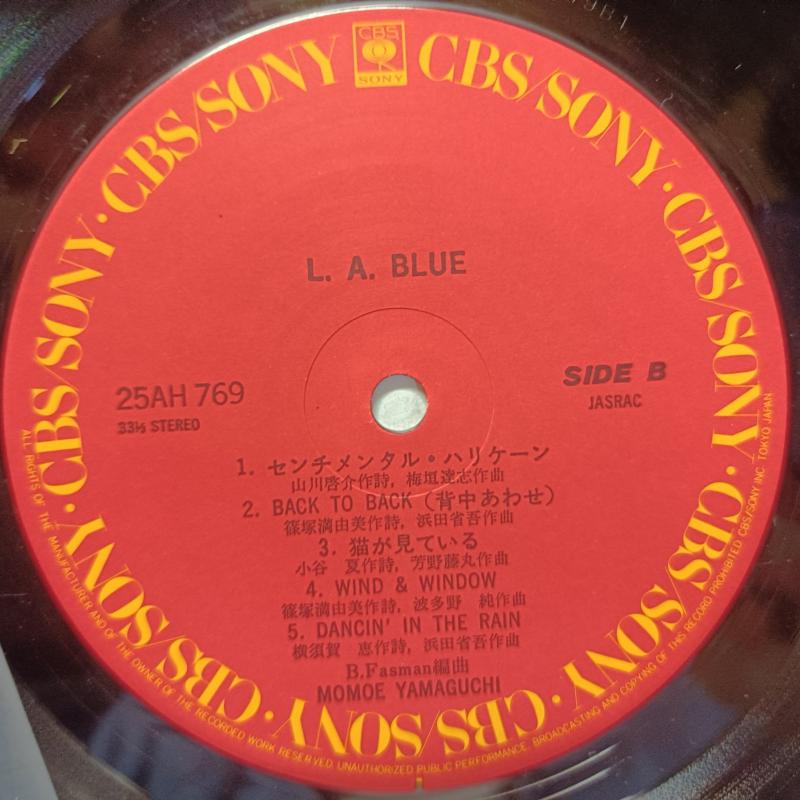 CBS
SONY
CBS/SONY · CBS/SONY · CBS/SONY · CBS/SONY · CBS/SONY · CBS/SONY · CBS/SONY · CBS/SONY · CBS/SONY · CBS/SONY
L. A. BLUE
25AH 769
33⅓ STEREO
SIDE B
JASRAC
1. センチメンタル・ハリケーン
山川啓介作詩, 梅垣達志作曲
2. BACK TO BACK (背中あわせ)
篠塚満由美作詩, 浜田省吾作曲
3. 猫が見ている
小谷 夏作詩, 芳野藤丸作曲
4. WIND & WINDOW
篠塚満由美作詩, 波多野 純作曲
5. DANCIN' IN THE RAIN
横須賀 恵作詩, 浜田省吾作曲
B.Fasman編曲
MOMOE YAMAGUCHI
ALL RIGHTS OF THE MANUFACTURER AND OF THE OWNER OF THE RECORDED WORK RESERVED. UNAUTHORIZED PUBLIC PERFORMANCE, BROADCASTING AND COPYING OF THIS RECORD PROHIBITED CBS/SONY INC. TOKYO JAPAN